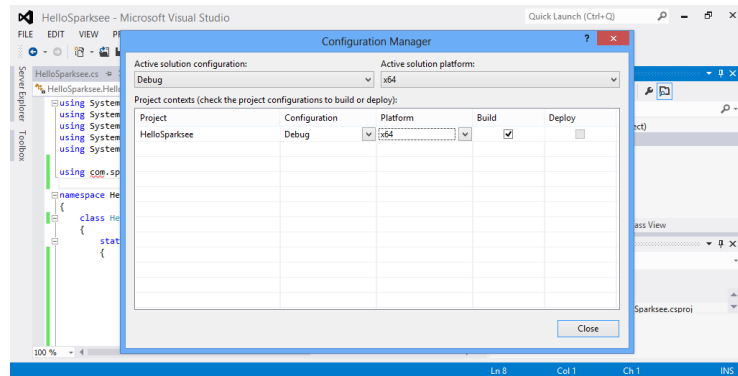 HelloSparksee - Microsoft Visual Studio
Quick Launch (Ctrl+Q)
FILE EDIT VIEW
Configuration Manager
Server Explorer
Toolbox
HelloSparksee.cs
HelloSparksee.Hell
using System
using System
using System
using System
using System
using com.sp
namespace He
{
class He
{
stat
{
Active solution configuration:
Active solution platform:
Debug
x64
Project contexts (check the project configurations to build or deploy):
Project Configuration Platform Build Deploy
HelloSparksee Debug x64
Close
ect)
ass View
Sparksee.csproj
100 %
Ln 8 Col 1 Ch 1 INS